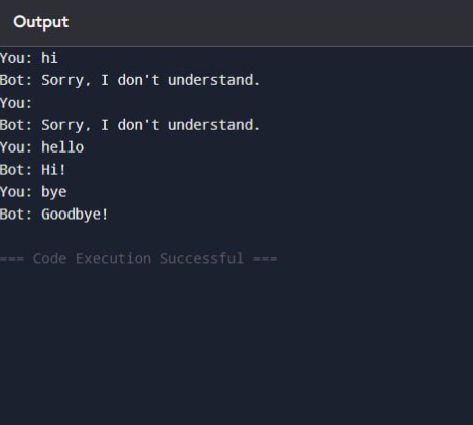 Output
You: hi
Bot: Sorry, I don't understand.
You:
Bot: Sorry, I don't understand.
You: hello
Bot: Hi!
You: bye
Bot: Goodbye!
=== Code Execution Successful ===